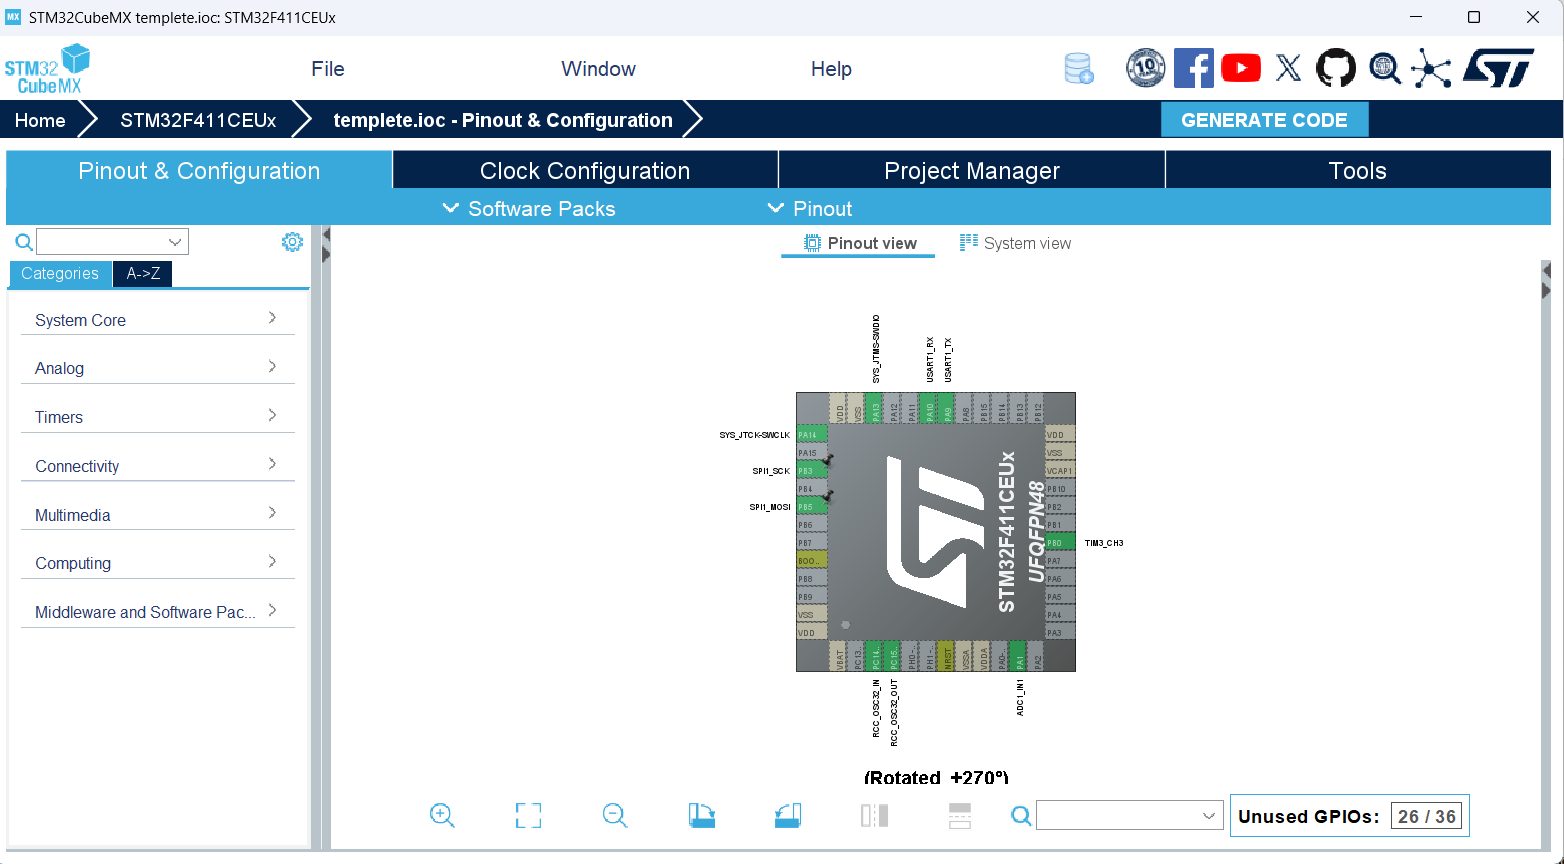 MX STM32CubeMX templete.ioc: STM32F411CEUx
STM32
CubeMX
File Window Help
10
Home STM32F411CEUx templete.ioc - Pinout & Configuration GENERATE CODE
Pinout & Configuration Clock Configuration Project Manager Tools
Software Packs Pinout
Pinout view System view
Categories A->Z
System Core
Analog
Timers
Connectivity
Multimedia
Computing
Middleware and Software Pac...
SYS_JTMS-SWDIO
USART1_RX
USART1_TX
VDD VSS PA13 PA12 PA11 PA10 PA9 PA8 PB15 PB14 PB13 PB12
SYS_JTCK-SWCLK PA14
PA15
SPI1_SCK PB3
PB4
SPI1_MOSI PB5
PB6
PB7
BOO...
PB8
PB9
VSS
VDD
STM32F411CEUx
UFQFPN48
VDD
VSS
VCAP1
PB10
PB2
PB1
PB0 TIM3_CH3
PA7
PA6
PA5
PA4
PA3
VBAT PC13.. PC14.. PC15.. PH0-.. PH1-.. NRST VSSA VDDA PA0-.. PA1 PA2
RCC_OSC32_IN
RCC_OSC32_OUT
ADC1_IN1
(Rotated +270°)
Unused GPIOs: 26 / 36